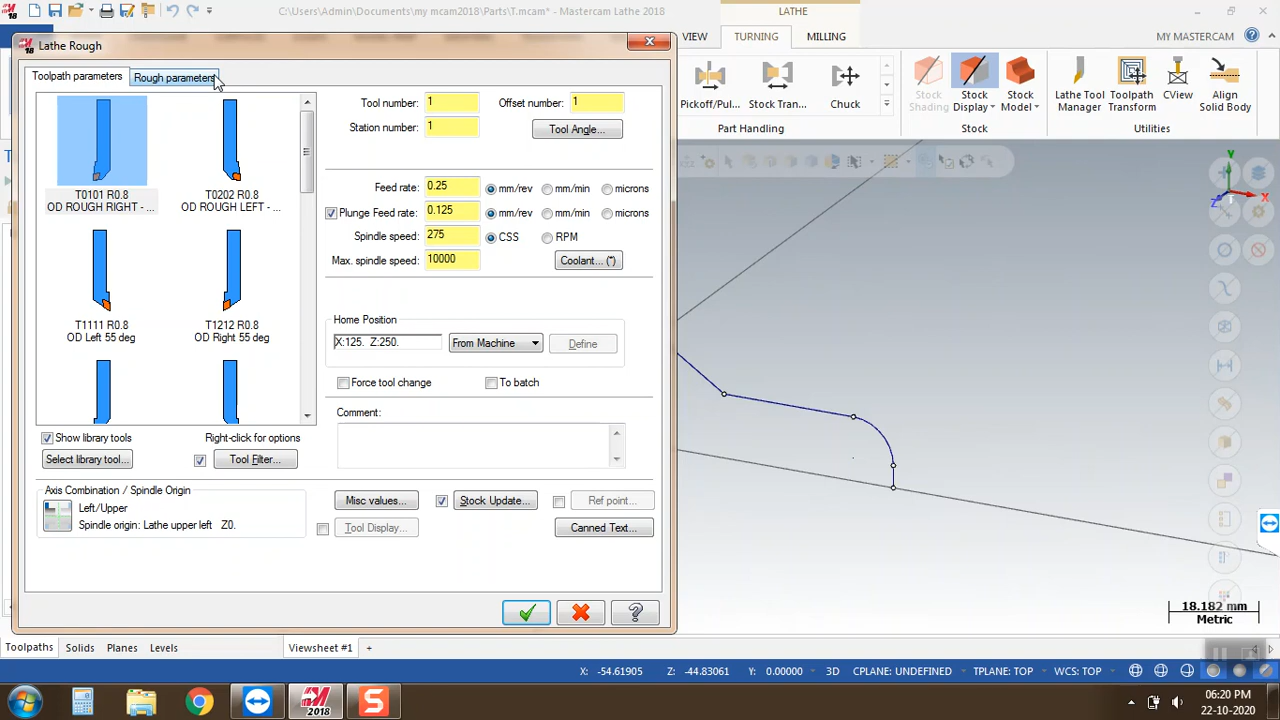 C:\Users\Admin\Documents\my mcam2018\Parts\T.mcam* - Mastercam Lathe 2018
LATHE
VIEW
TURNING
MILLING
MY MASTERCAM
Lathe Rough
Toolpath parameters
Rough parameters
T0101 R0.8
OD ROUGH RIGHT - ...
T0202 R0.8
OD ROUGH LEFT - ...
T1111 R0.8
OD Left 55 deg
T1212 R0.8
OD Right 55 deg
Show library tools
Right-click for options
Select library tool...
Tool Filter...
Axis Combination / Spindle Origin
Left/Upper
Spindle origin: Lathe upper left Z0.
Tool number: 1
Offset number: 1
Station number: 1
Tool Angle...
Feed rate: 0.25 mm/rev mm/min microns
Plunge Feed rate: 0.125 mm/rev mm/min microns
Spindle speed: 275 CSS RPM
Max. spindle speed: 10000
Coolant... (*)
Home Position
X:125. Z:250.
From Machine
Define
Force tool change
To batch
Comment:
Misc values...
Stock Update...
Ref point...
Tool Display...
Canned Text...
Pickoff/Pul...
Stock Tran...
Chuck
Part Handling
Stock Shading
Stock Display
Stock Model
Stock
Lathe Tool Manager
Toolpath Transform
CView
Align Solid Body
Utilities
Y
X
Z
18.182 mm
Metric
Toolpaths
Solids
Planes
Levels
Viewsheet #1
+
X: -54.61905
Z: -44.83061
Y: 0.00000
3D
CPLANE: UNDEFINED
TPLANE: TOP
WCS: TOP
2018
06:20 PM
22-10-2020